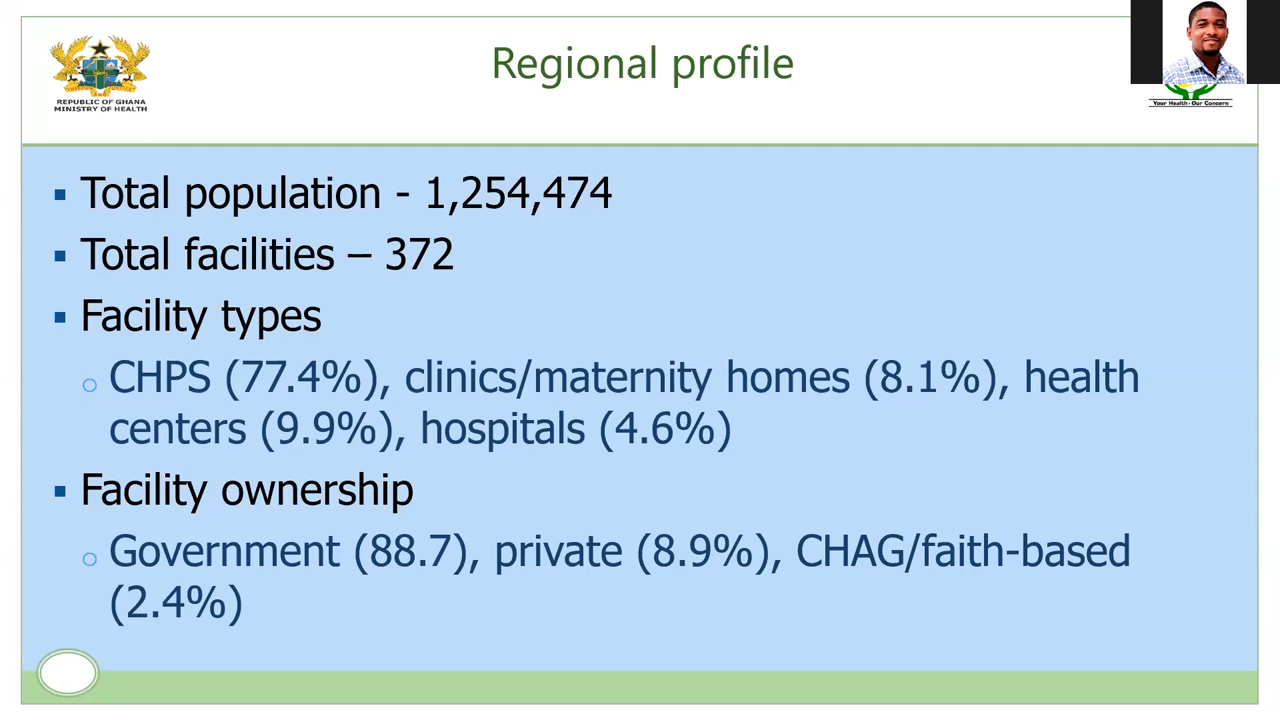 Regional profile
REPUBLIC OF GHANA
MINISTRY OF HEALTH
Your Health - Our Concern
▪ Total population - 1,254,474
▪ Total facilities – 372
▪ Facility types
○ CHPS (77.4%), clinics/maternity homes (8.1%), health
centers (9.9%), hospitals (4.6%)
▪ Facility ownership
○ Government (88.7), private (8.9%), CHAG/faith-based
(2.4%)